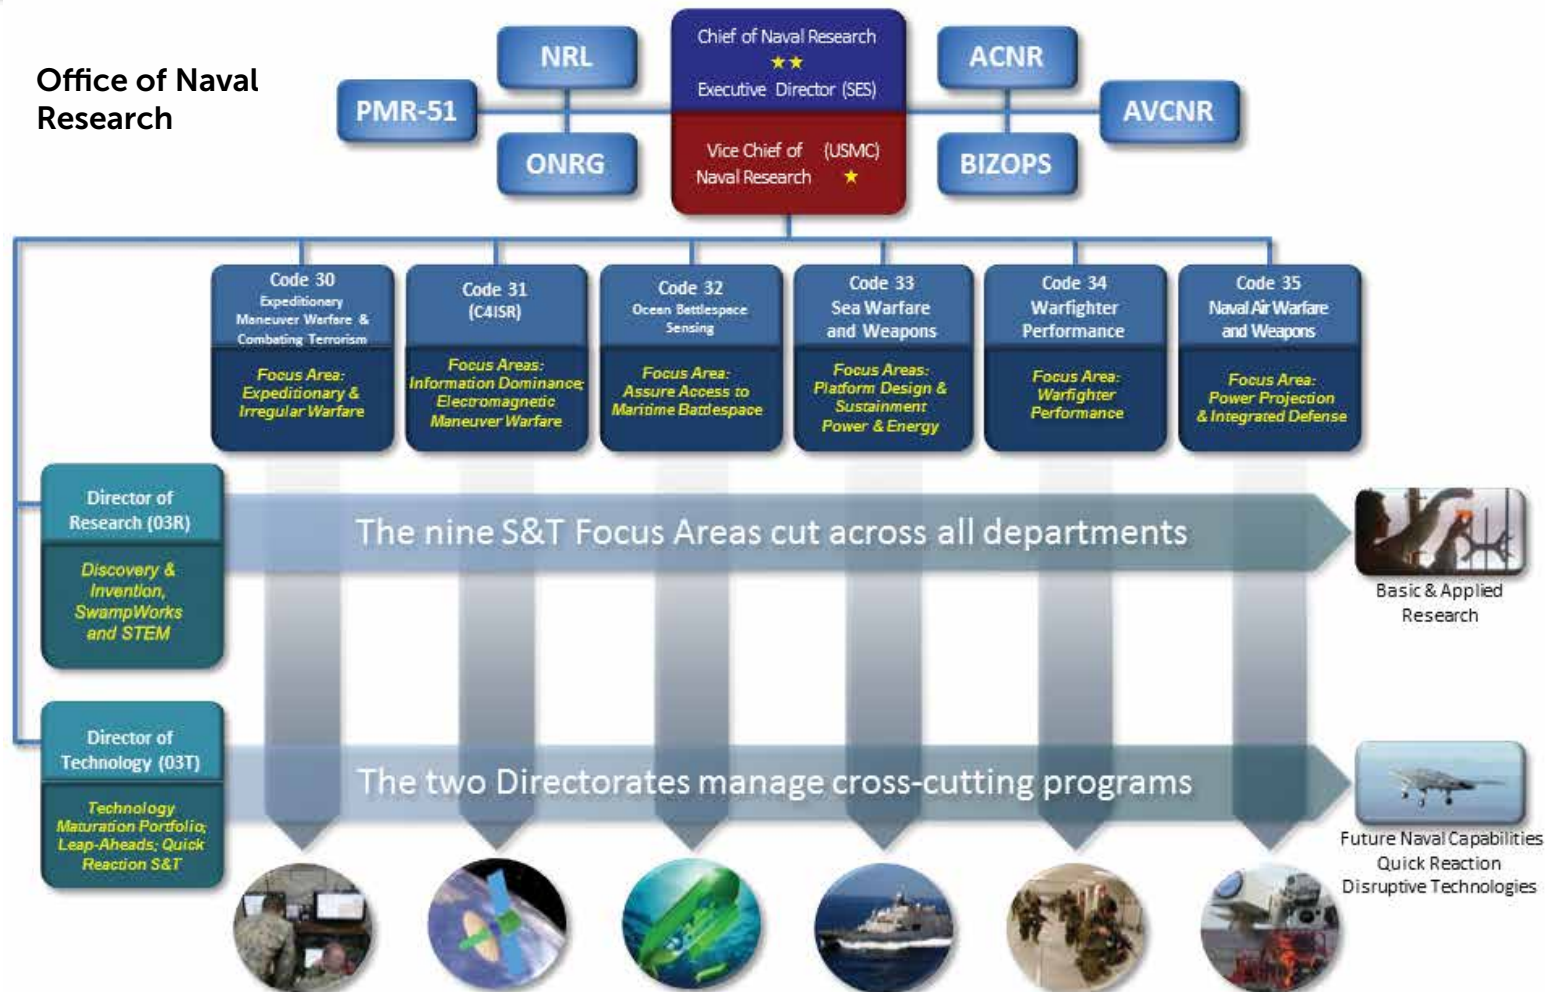 Office of Naval
Research
NRL
PMR-51
ONRG
Chief of Naval Research
Executive Director (SES)
Vice Chief of (USMC)
Naval Research
ACNR
AVCNR
BIZOPS
Code 30
Expeditionary
Maneuver Warfare &
Combating Terrorism
Focus Area:
Expeditionary &
Irregular Warfare
Code 31
(C4ISR)
Focus Areas:
Information Dominance;
Electromagnetic
Maneuver Warfare
Code 32
Ocean Battlespace
Sensing
Focus Area:
Assure Access to
Maritime Battlespace
Code 33
Sea Warfare
and Weapons
Focus Areas:
Platform Design &
Sustainment
Power & Energy
Code 34
Warfighter
Performance
Focus Area:
Warfighter
Performance
Code 35
Naval Air Warfare
and Weapons
Focus Area:
Power Projection
& Integrated Defense
Director of
Research (03R)
Discovery &
Invention,
SwampWorks
and STEM
The nine S&T Focus Areas cut across all departments
Basic & Applied
Research
Director of
Technology (03T)
Technology
Maturation Portfolio;
Leap-Aheads; Quick
Reaction S&T
The two Directorates manage cross-cutting programs
Future Naval Capabilities
Quick Reaction
Disruptive Technologies